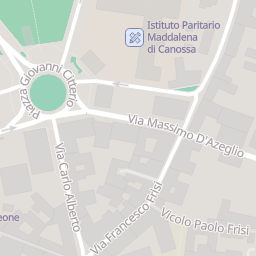 Istituto Paritario
Maddalena
di Canossa
Piazza Giovanni Citterio
Via Massimo D'Azeglio
Via Carlo Alberto
Via Francesco Frisi
Vicolo Paolo Frisi
eone